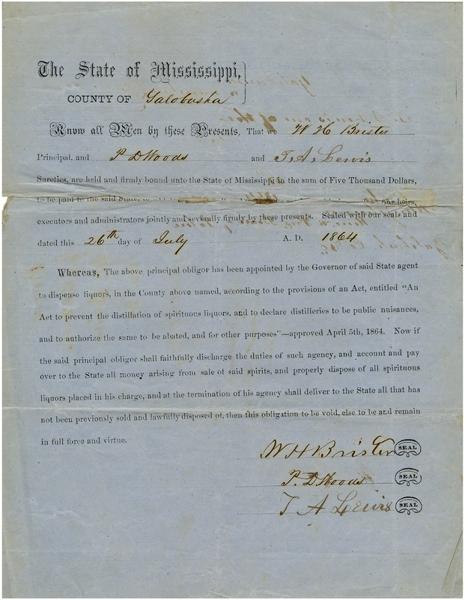 The State of Mississippi,
COUNTY OF Yalobusha
Know all Men by these Presents, That we W H Brister
Principal, and P. D Woods and T. A. Lewis
Sureties, are held and firmly bound unto the State of Mississippi in the sum of Five Thousand Dollars,
to be paid to the said State, our heirs,
executors and administrators jointly and severally firmly by these presents. Sealed with our seals and
dated this 26th day of July A. D. 1864
Whereas, The above principal obligor has been appointed by the Governor of said State agent
to dispense liquors, in the County above named, according to the provisions of an Act, entitled "An
Act to prevent the distillation of spirituous liquors, and to declare distilleries to be public nuisances,
and to authorize the same to be abated, and for other purposes"—approved April 5th, 1864. Now if
the said principal obligor shall faithfully discharge the duties of such agency, and account and pay
over to the State all money arising from sale of said spirits, and properly dispose of all spirituous
liquors placed in his charge, and at the termination of his agency shall deliver to the State all that has
not been previously sold and lawfully disposed of, then this obligation to be void, else to be and remain
in full force and virtue.
W H Brister SEAL
P. D Woods SEAL
T A Lewis SEAL